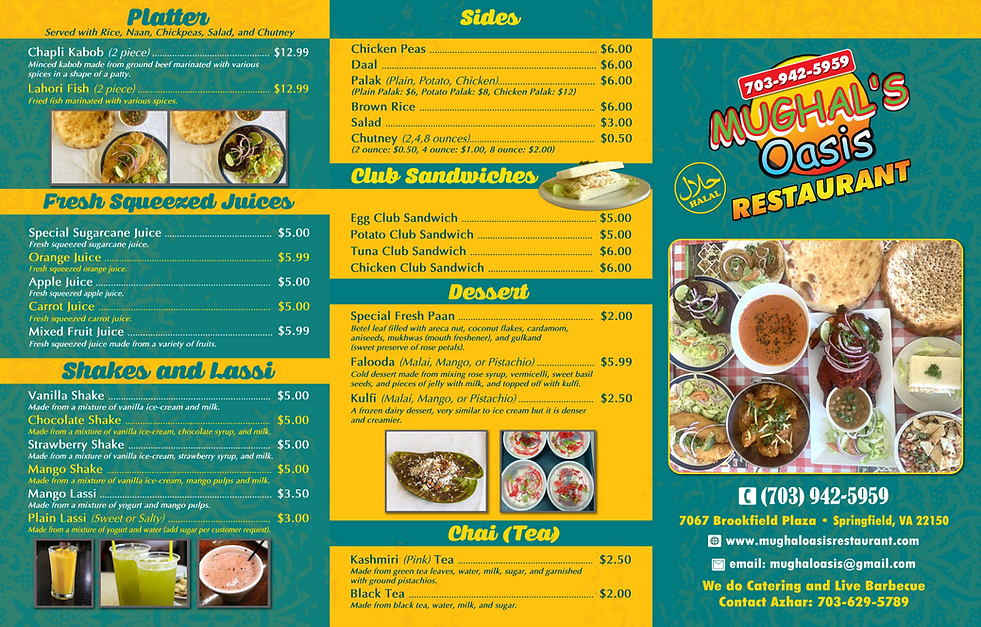 Platter
Served with Rice, Naan, Chickpeas, Salad, and Chutney
Chapli Kabob (2 piece) $12.99
Minced kabob made from ground beef marinated with various
spices in a shape of a patty.
Lahori Fish (2 piece) $12.99
Fried fish marinated with various spices.
Fresh Squeezed Juices
Special Sugarcane Juice $5.00
Fresh squeezed sugarcane juice.
Orange Juice $5.99
Fresh squeezed orange juice.
Apple Juice $5.00
Fresh squeezed apple juice.
Carrot Juice $5.00
Fresh squeezed carrot juice.
Mixed Fruit Juice $5.99
Fresh squeezed juice made from a variety of fruits.
Shakes and Lassi
Vanilla Shake $5.00
Made from a mixture of vanilla ice-cream and milk.
Chocolate Shake $5.00
Made from a mixture of vanilla ice-cream, chocolate syrup, and milk.
Strawberry Shake $5.00
Made from a mixture of vanilla ice-cream, strawberry syrup, and milk.
Mango Shake $5.00
Made from a mixture of vanilla ice-cream, mango pulps and milk.
Mango Lassi $3.50
Made from a mixture of yogurt and mango pulps.
Plain Lassi (Sweet or Salty) $3.00
Made from a mixture of yogurt and water (add sugar per customer request).
Sides
Chicken Peas $6.00
Daal $6.00
Palak (Plain, Potato, Chicken) $6.00
(Plain Palak: $6, Potato Palak: $8, Chicken Palak: $12)
Brown Rice $6.00
Salad $3.00
Chutney (2,4,8 ounces) $0.50
(2 ounce: $0.50, 4 ounce: $1.00, 8 ounce: $2.00)
Club Sandwiches
Egg Club Sandwich $5.00
Potato Club Sandwich $5.00
Tuna Club Sandwich $6.00
Chicken Club Sandwich $6.00
Dessert
Special Fresh Paan $2.00
Betel leaf filled with areca nut, coconut flakes, cardamom,
aniseeds, mukhwas (mouth freshener), and gulkand
(sweet preserve of rose petals).
Falooda (Malai, Mango, or Pistachio) $5.99
Cold dessert made from mixing rose syrup, vermicelli, sweet basil
seeds, and pieces of jelly with milk, and topped off with kulfi.
Kulfi (Malai, Mango, or Pistachio) $2.50
A frozen dairy dessert, very similar to ice cream but it is denser
and creamier.
Chai (Tea)
Kashmiri (Pink) Tea $2.50
Made from green tea leaves, water, milk, sugar, and garnished
with ground pistachios.
Black Tea $2.00
Made from black tea, water, milk, and sugar.
703-942-5959
MUGHAL'S
Oasis
RESTAURANT
حلال
HALAL
(703) 942-5959
7067 Brookfield Plaza • Springfield, VA 22150
www.mughaloasisrestaurant.com
email: mughaloasis@gmail.com
We do Catering and Live Barbecue
Contact Azhar: 703-629-5789